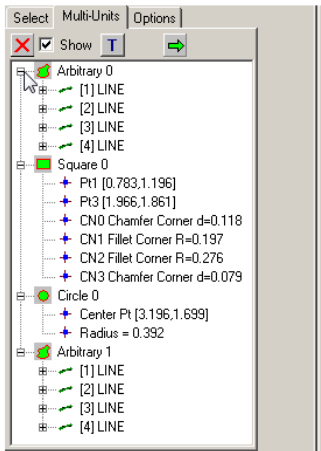 Select Multi-Units Options
Show T
Arbitrary 0
[1] LINE
[2] LINE
[3] LINE
[4] LINE
Square 0
Pt1 [0.783,1.196]
Pt3 [1.966,1.861]
CN0 Chamfer Corner d=0.118
CN1 Fillet Corner R=0.197
CN2 Fillet Corner R=0.276
CN3 Chamfer Corner d=0.079
Circle 0
Center Pt [3.196,1.699]
Radius = 0.392
Arbitrary 1
[1] LINE
[2] LINE
[3] LINE
[4] LINE